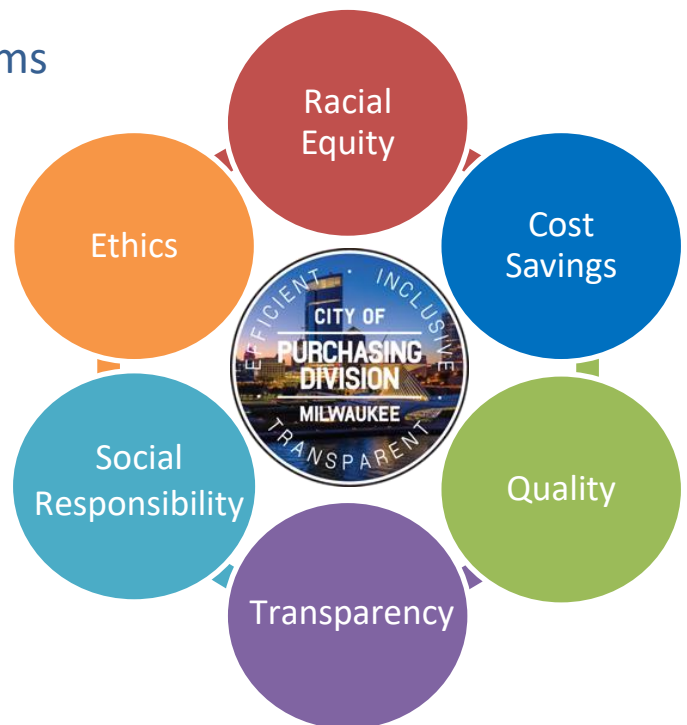 ms
Racial
Equity
Ethics
Cost
Savings
EFFICIENT · INCLUSIVE
CITY OF
PURCHASING
DIVISION
MILWAUKEE
· TRANSPARENT ·
Social
Responsibility
Quality
Transparency